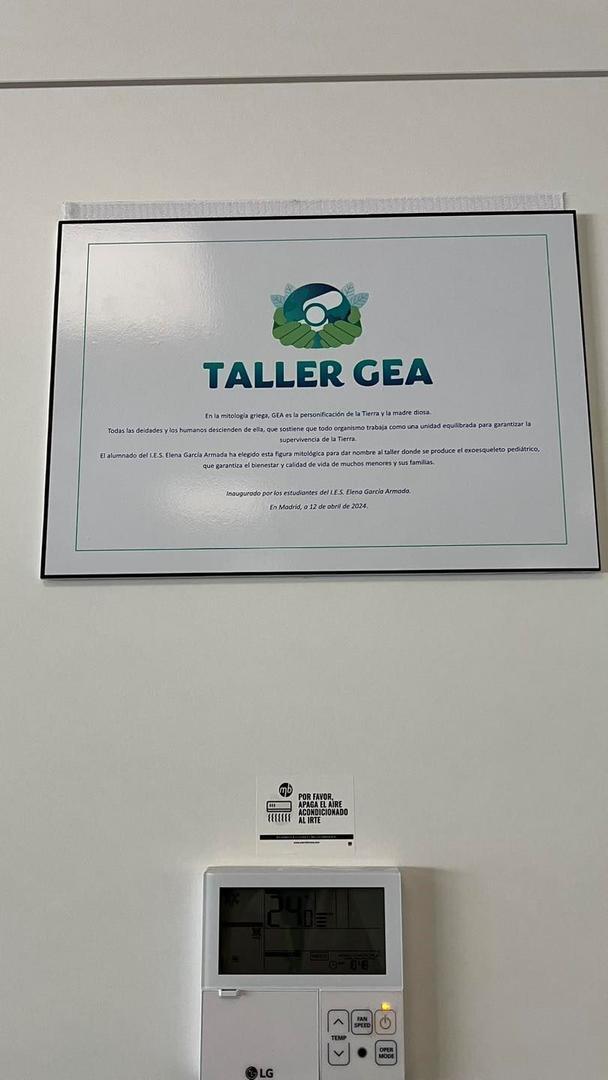 TALLER GEA
En la mitología griega, GEA es la personificación de la Tierra y la madre diosa.
Todas las deidades y los humanos descienden de ella, que sostiene que todo organismo trabaja como una unidad equilibrada para garantizar la
supervivencia de la Tierra.
El alumnado del I.E.S. Elena García Armada ha elegido esta figura mitológica para dar nombre al taller donde se produce el exoesqueleto pediátrico,
que garantiza el bienestar y calidad de vida de muchos menores y sus familias.
Inaugurado por los estudiantes del I.E.S. Elena García Armada.
En Madrid, a 12 de abril de 2024.
mb
POR FAVOR,
APAGA EL AIRE
ACONDICIONADO
AL IRTE
24.0
FAN
SPEED
TEMP
OPER
MODE
LG